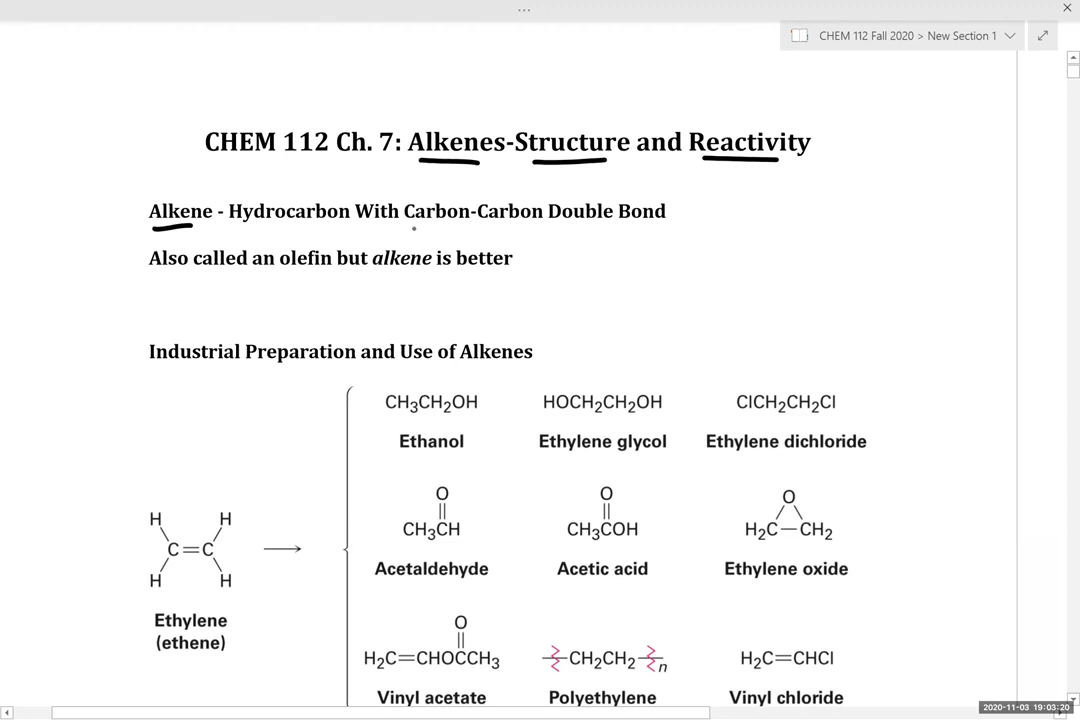 ...
CHEM 112 Fall 2020 > New Section 1
CHEM 112 Ch. 7: Alkenes-Structure and Reactivity
Alkene - Hydrocarbon With Carbon-Carbon Double Bond
Also called an olefin but alkene is better
Industrial Preparation and Use of Alkenes
CH3CH2OH HOCH2CH2OH ClCH2CH2Cl
Ethanol Ethylene glycol Ethylene dichloride
O O O
H H
CH3CH CH3COH H2C—CH2
C=C
Acetaldehyde Acetic acid Ethylene oxide
H H
Ethylene
(ethene)
O
H2C=CHOCCH3 CH2CH2 n H2C=CHCl
Vinyl acetate Polyethylene Vinyl chloride
2020-11-03 19:03:20